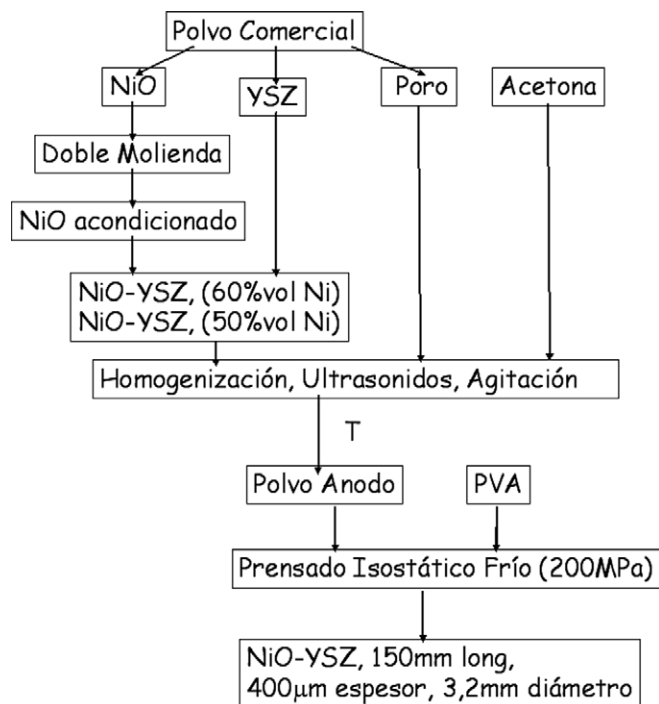 Polvo Comercial
NiO
YSZ
Poro
Acetona
Doble Molienda
NiO acondicionado
NiO-YSZ, (60%vol Ni)
NiO-YSZ, (50%vol Ni)
Homogenización, Ultrasonidos, Agitación
T
Polvo Anodo
PVA
Prensado Isostático Frío (200MPa)
NiO-YSZ, 150mm long,
400μm espesor, 3,2mm diámetro